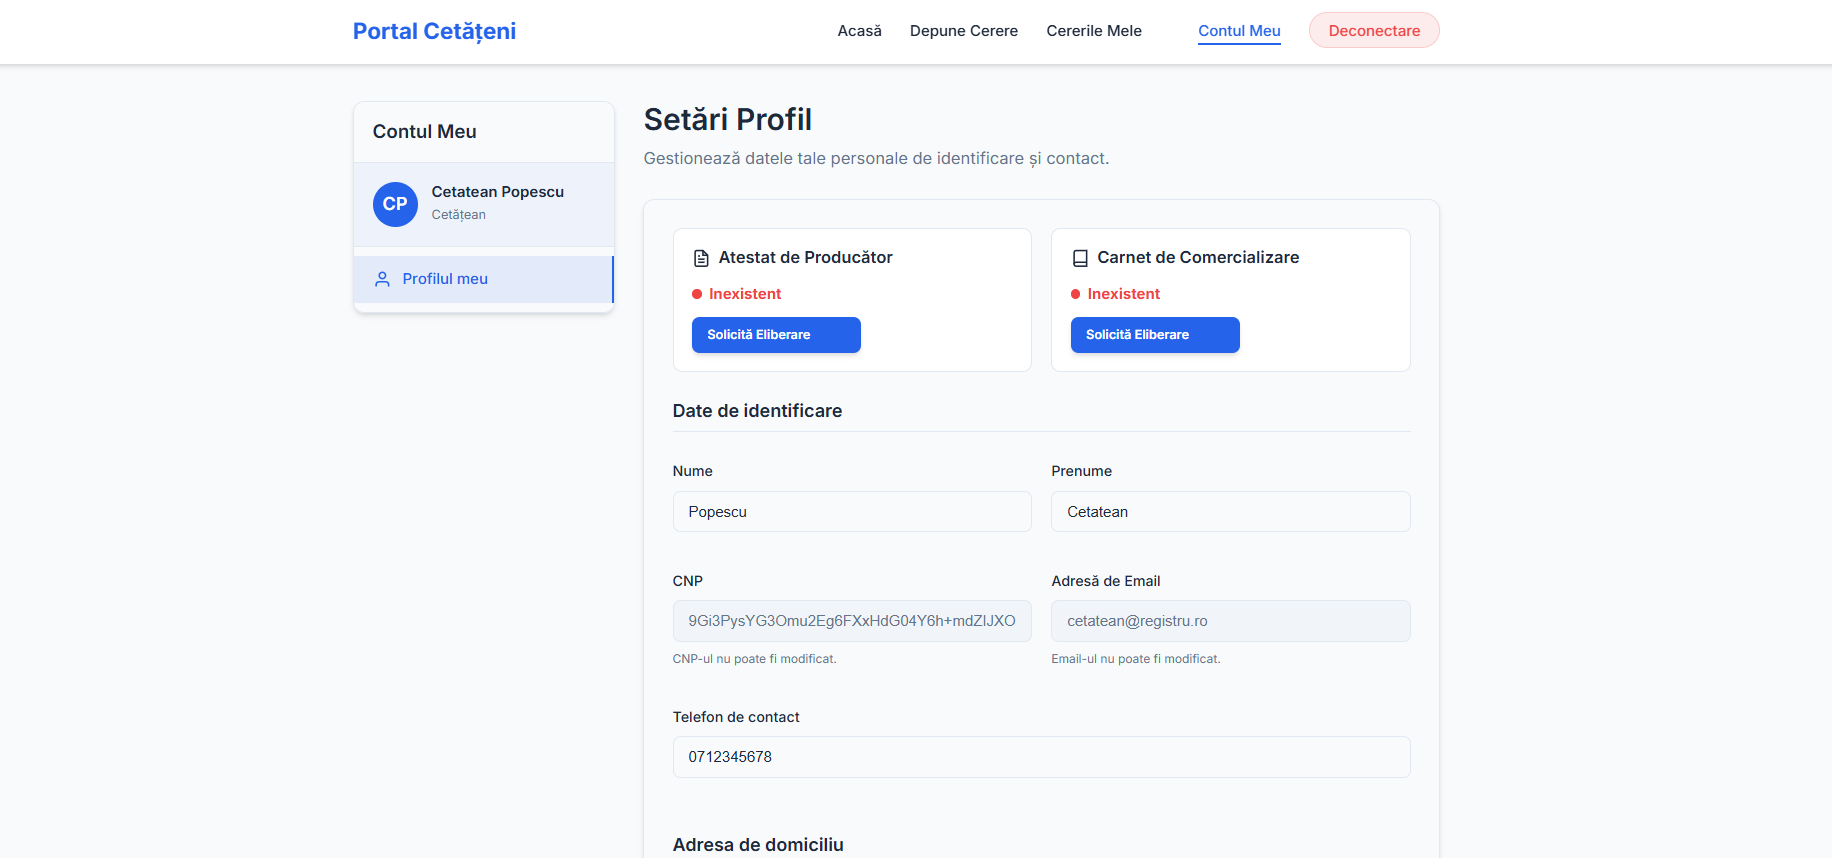 Portal Cetățeni
Acasă
Depune Cerere
Cererile Mele
Contul Meu
Deconectare
Contul Meu
CP
Cetatean Popescu
Cetățean
Profilul meu
Setări Profil
Gestionează datele tale personale de identificare și contact.
Atestat de Producător
Inexistent
Solicită Eliberare
Carnet de Comercializare
Inexistent
Solicită Eliberare
Date de identificare
Nume
Popescu
Prenume
Cetatean
CNP
9Gi3PysYG3Omu2Eg6FXxHdG04Y6h+mdZIJXO
CNP-ul nu poate fi modificat.
Adresă de Email
cetatean@registru.ro
Email-ul nu poate fi modificat.
Telefon de contact
0712345678
Adresa de domiciliu